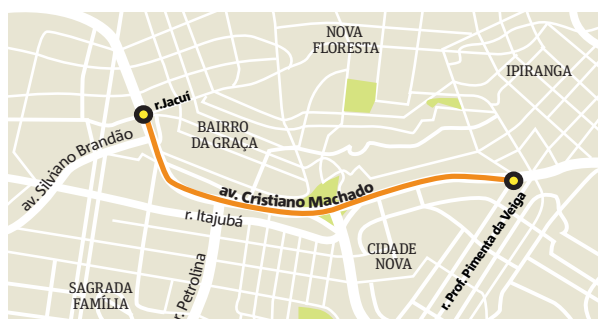 NOVA
FLORESTA
IPIRANGA
r.Jacuí
BAIRRO
DA GRAÇA
av. Silviano Brandão
av. Cristiano Machado
r. Itajubá
CIDADE
NOVA
r. Prof. Pimenta da Veiga
SAGRADA
FAMÍLIA
r. Petrolina